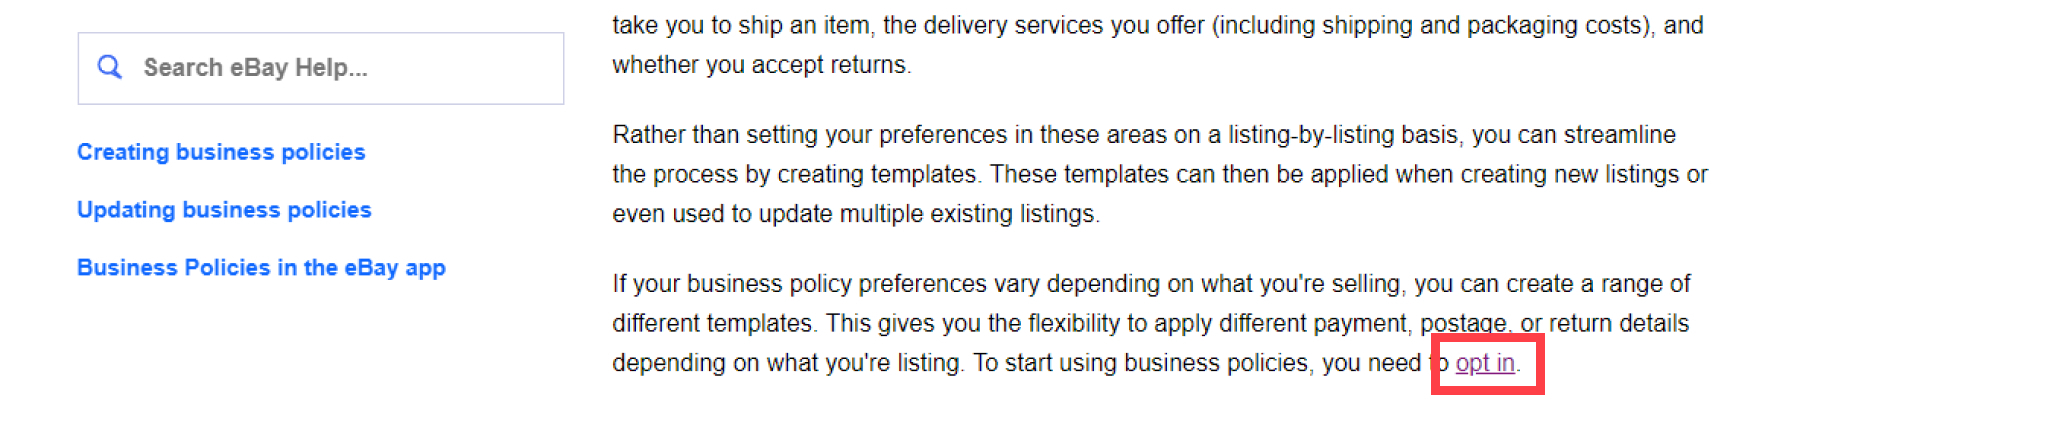 Search eBay Help...
Creating business policies
Updating business policies
Business Policies in the eBay app
take you to ship an item, the delivery services you offer (including shipping and packaging costs), and
whether you accept returns.
Rather than setting your preferences in these areas on a listing-by-listing basis, you can streamline
the process by creating templates. These templates can then be applied when creating new listings or
even used to update multiple existing listings.
If your business policy preferences vary depending on what you're selling, you can create a range of
different templates. This gives you the flexibility to apply different payment, postage, or return details
depending on what you're listing. To start using business policies, you need to opt in.